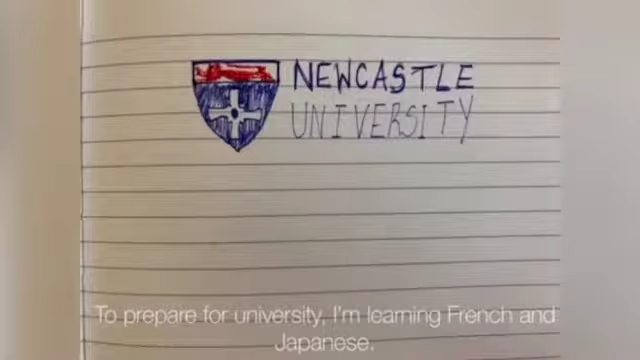 NEWCASTLE
UNIVERSITY
To prepare for university, I'm learning French and
Japanese.